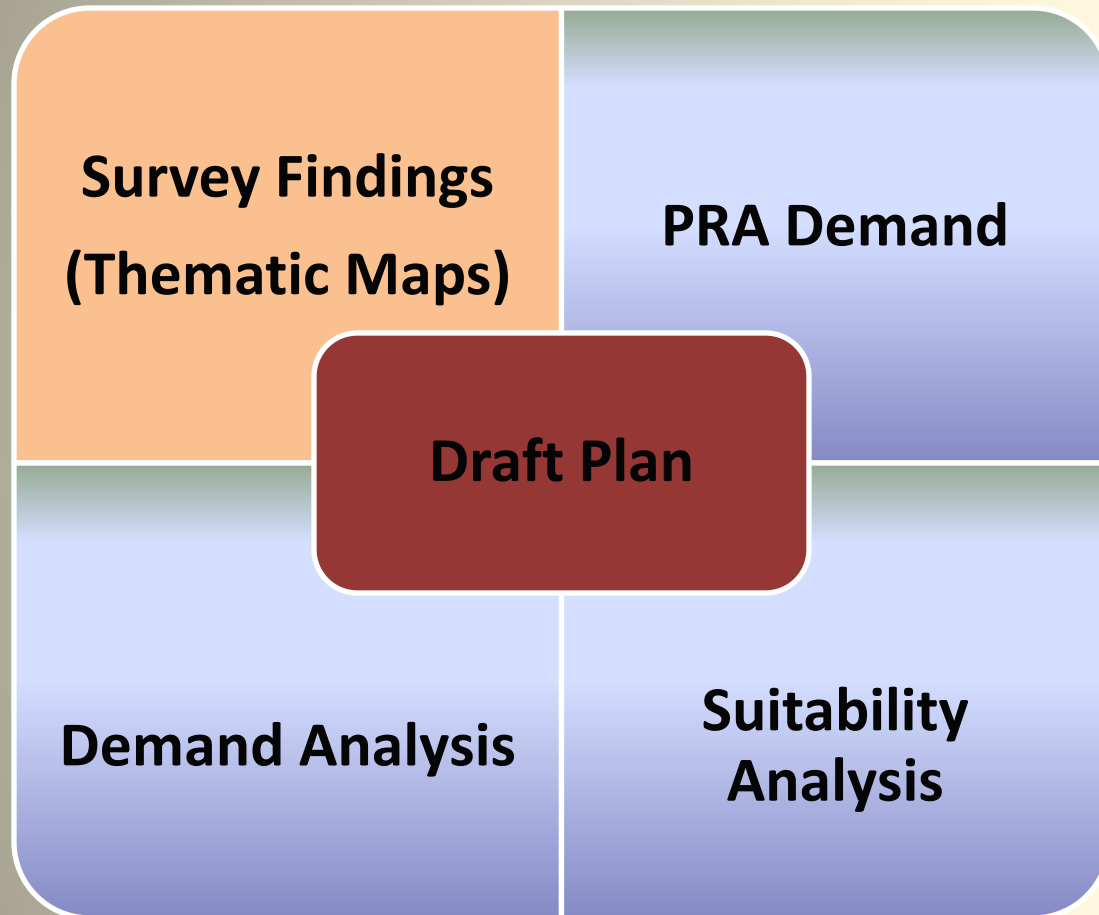 Survey Findings
(Thematic Maps)
PRA Demand
Draft Plan
Demand Analysis
Suitability
Analysis